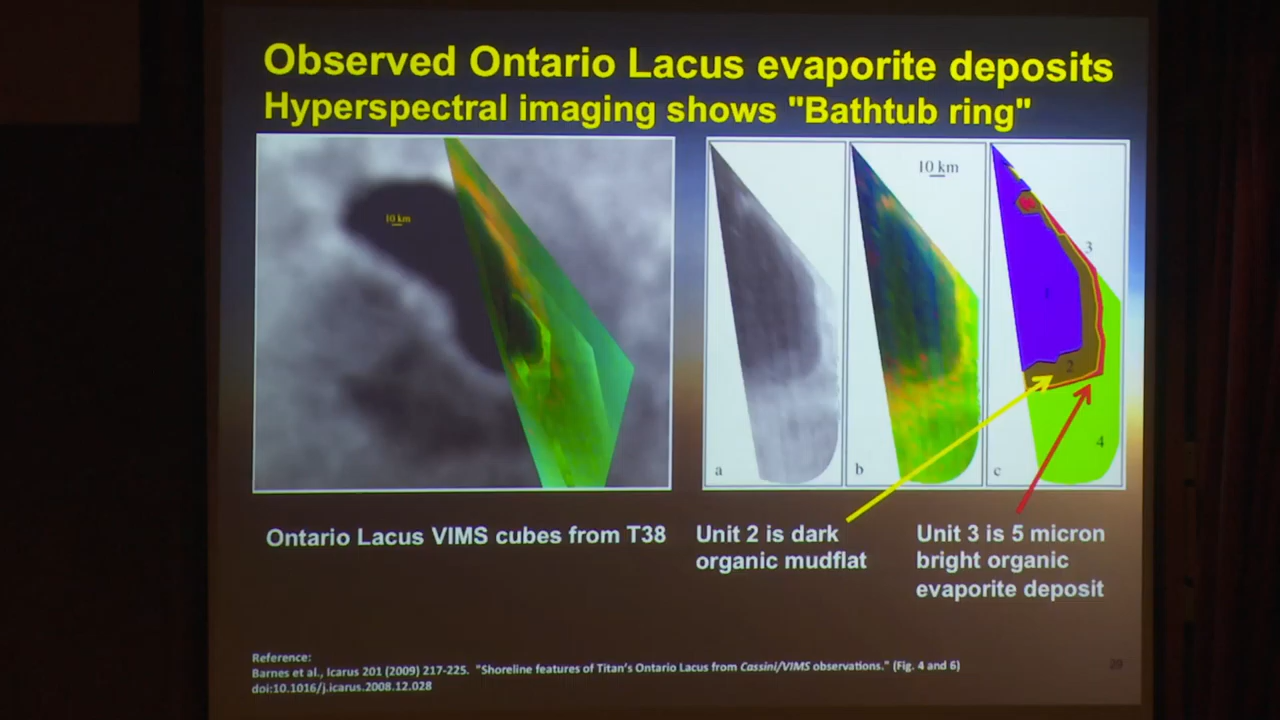 Observed Ontario Lacus evaporite deposits
Hyperspectral imaging shows "Bathtub ring"
10 km
10 km
3
2
4
a
b
c
Ontario Lacus VIMS cubes from T38
Unit 2 is dark
organic mudflat
Unit 3 is 5 micron
bright organic
evaporite deposit
Reference:
Barnes et al., Icarus 201 (2009) 217-225. "Shoreline features of Titan's Ontario Lacus from Cassini/VIMS observations." (Fig. 4 and 6)
doi:10.1016/j.icarus.2008.12.028